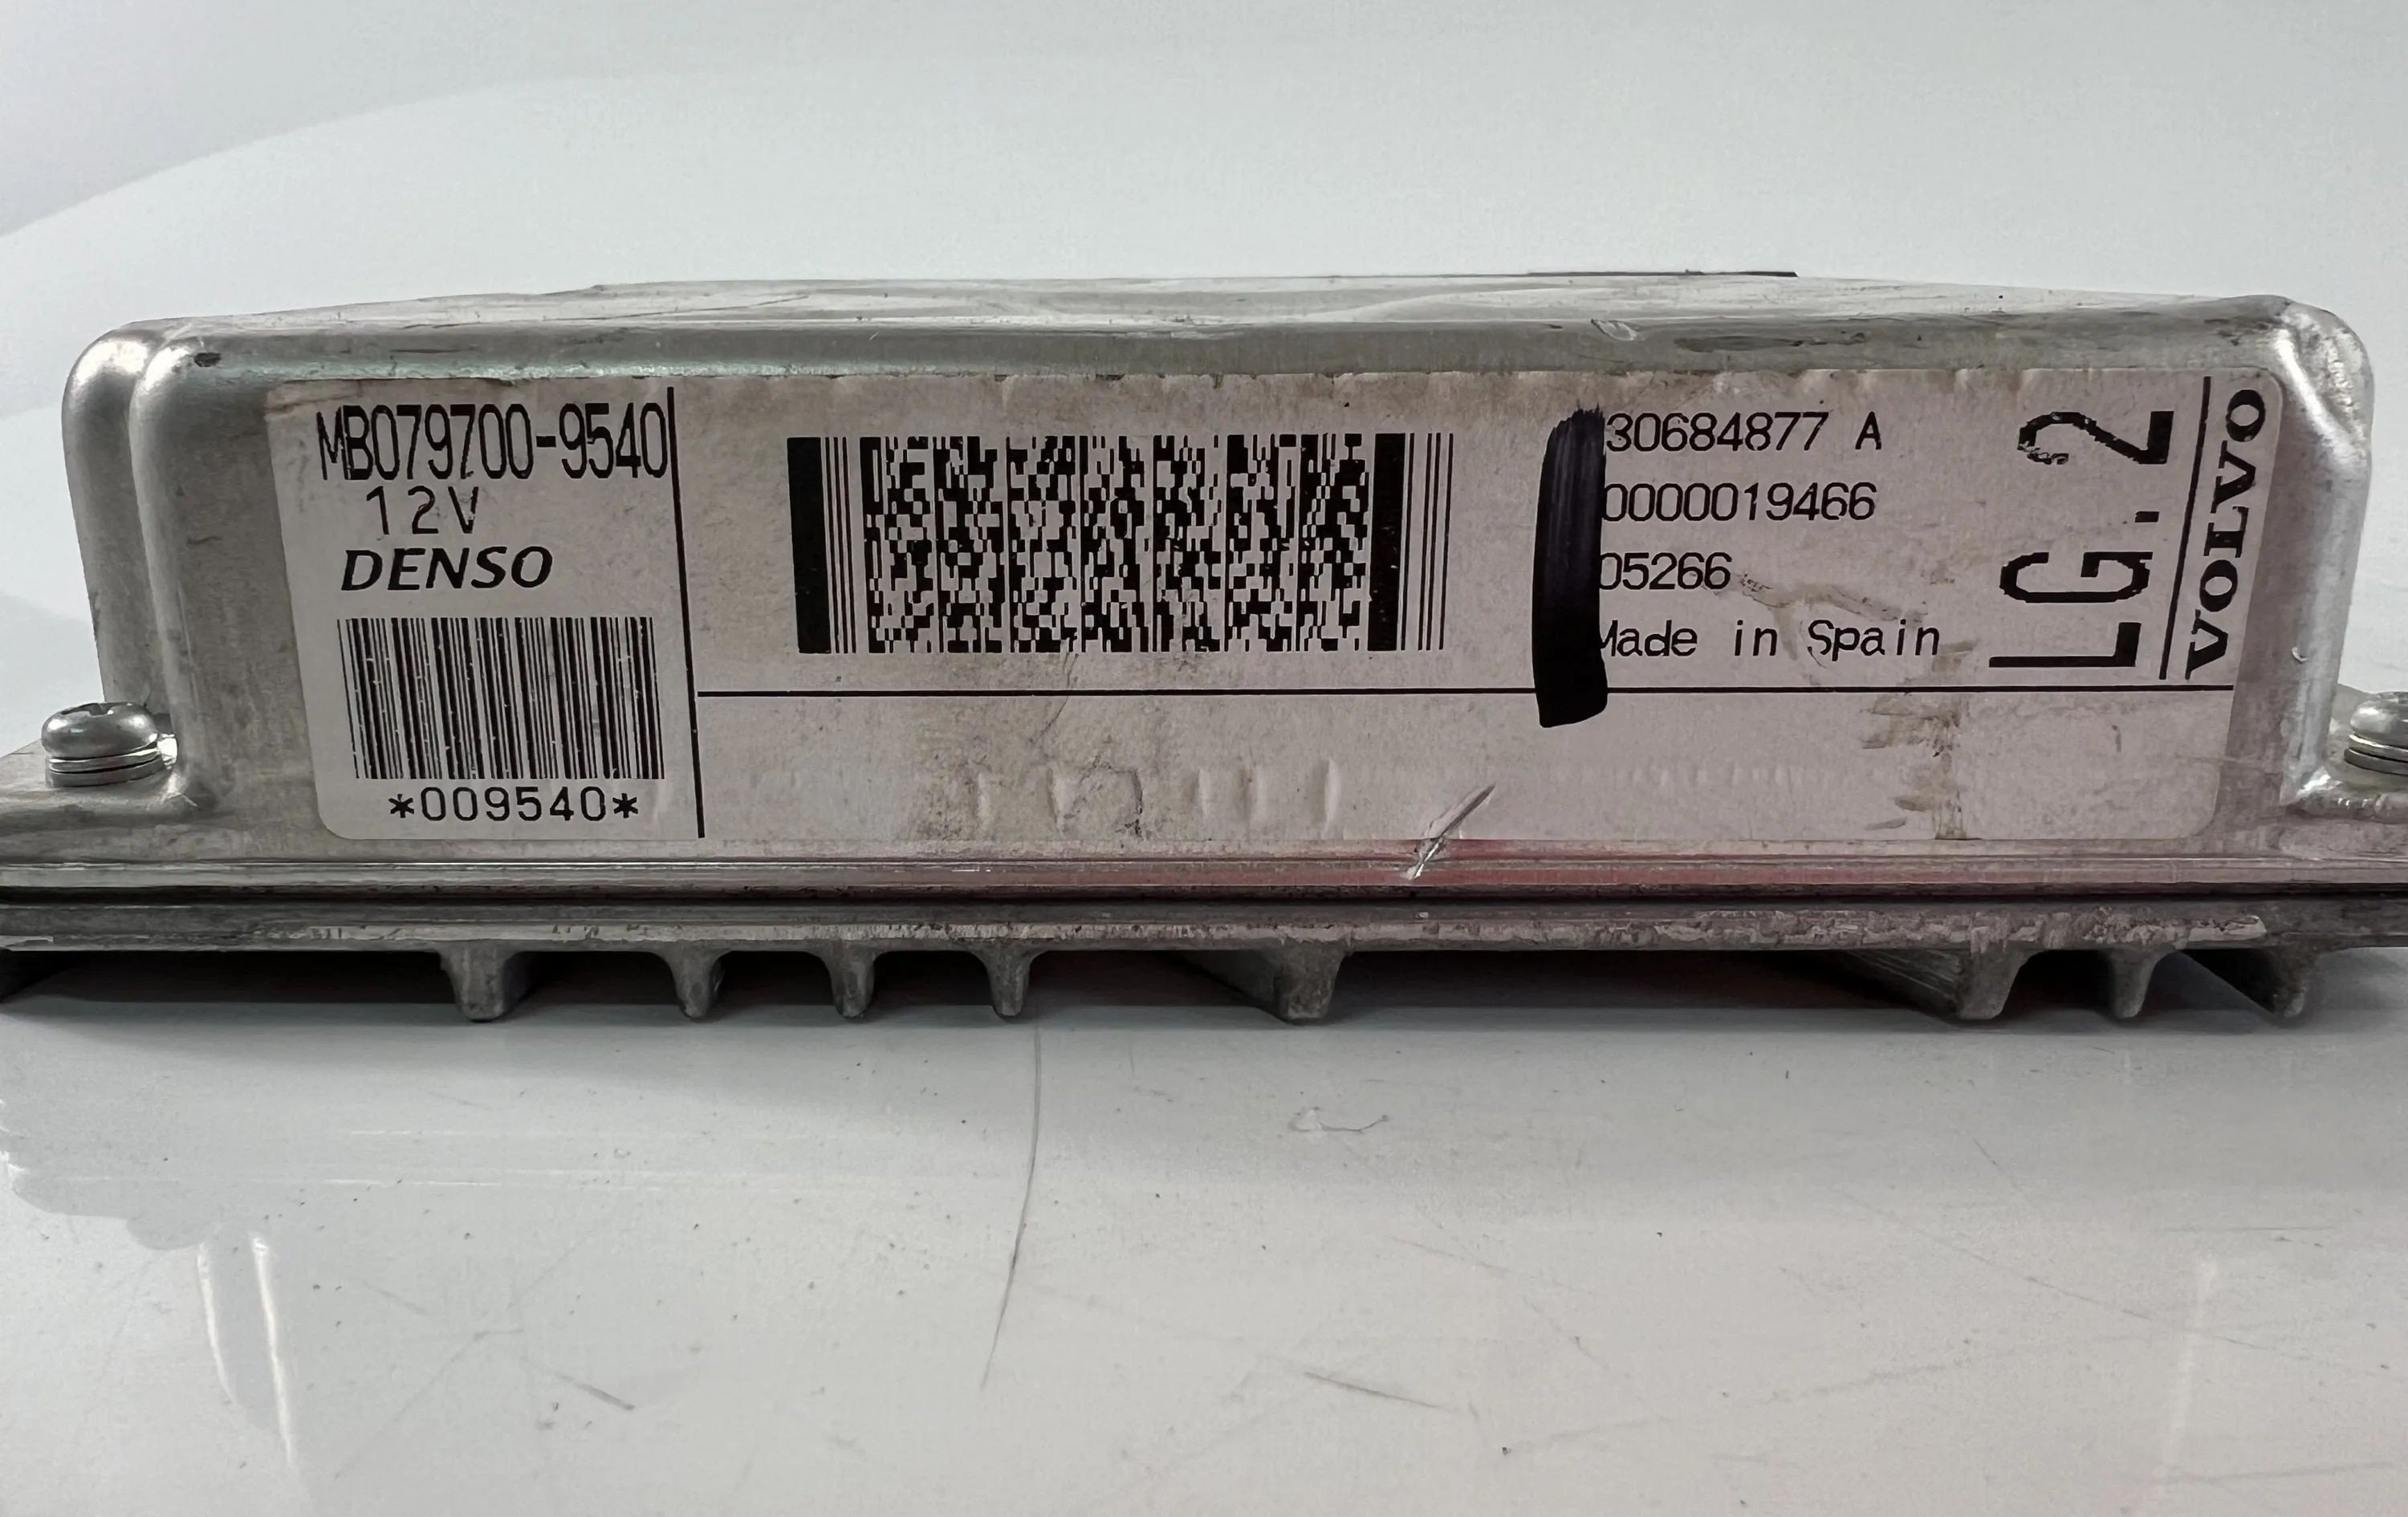 MB079700-9540
12V
DENSO
*009540*
30684877 A
0000019466
05266
Made in Spain
LG.2
VOLVO